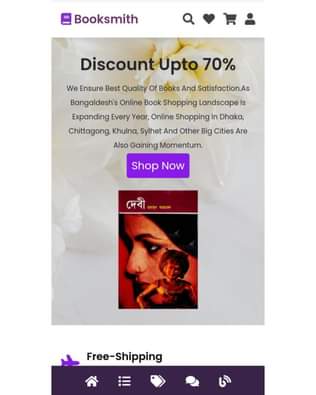 Booksmith
Discount Upto 70%
We Ensure Best Quality Of Books And Satisfaction.As
Bangaldesh's Online Book Shopping Landscape Is
Expanding Every Year, Online Shopping In Dhaka,
Chittagong, Khulna, Sylhet And Other Big Cities Are
Also Gaining Momentum.
Shop Now
দেবী
Free-Shipping